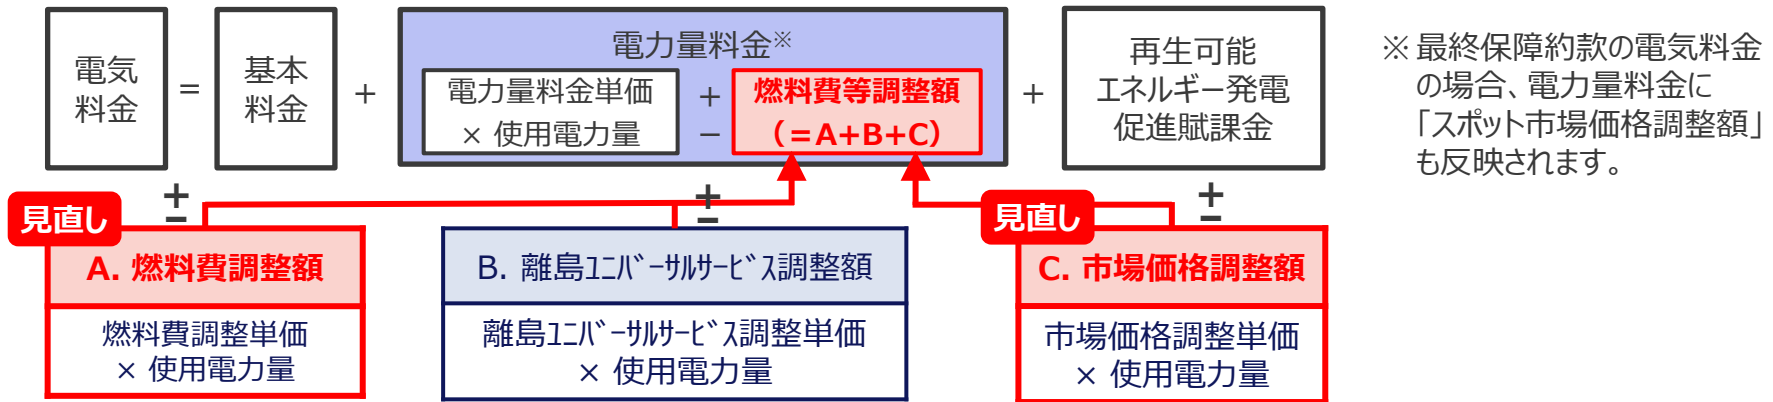 電気
料金
=
基本
料金
+
電力量料金※
電力量料金単価
× 使用電力量
+
−
燃料費等調整額
(=A+B+C)
+
再生可能
エネルギー発電
促進賦課金
※ 最終保障約款の電気料金
の場合、電力量料金に
「スポット市場価格調整額」
も反映されます。
見直し
+
−
A. 燃料費調整額
燃料費調整単価
× 使用電力量
+
−
B. 離島ﾕﾆﾊﾞｰｻﾙｻｰﾋﾞｽ調整額
離島ﾕﾆﾊﾞｰｻﾙｻｰﾋﾞｽ調整単価
× 使用電力量
見直し
+
−
C. 市場価格調整額
市場価格調整単価
× 使用電力量